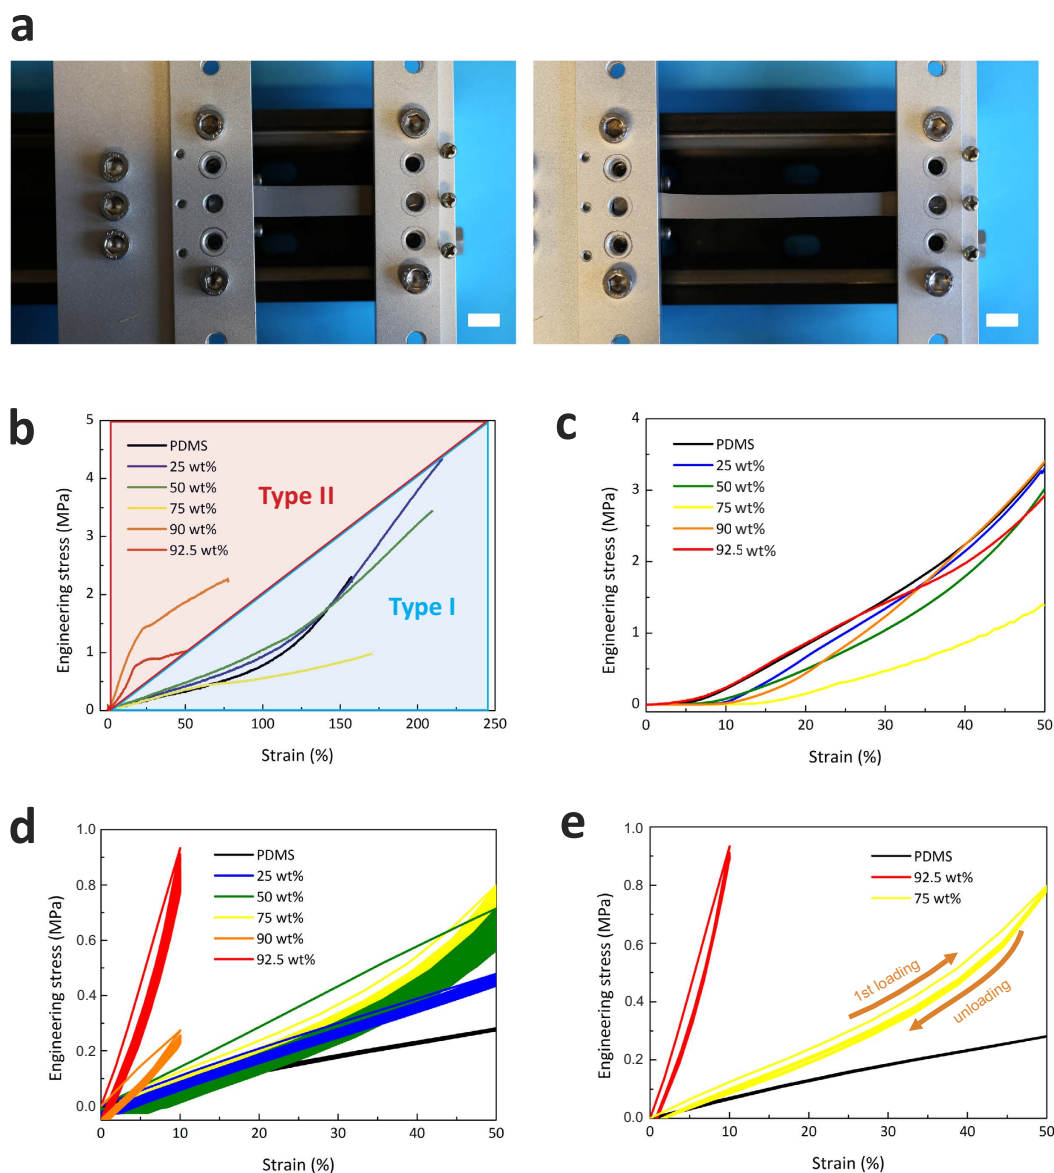 a
b
Engineering stress (MPa)
5
4
3
2
1
0
PDMS
25 wt%
50 wt%
75 wt%
90 wt%
92.5 wt%
Type II
Type I
0 50 100 150 200 250
Strain (%)
c
Engineering stress (MPa)
4
3
2
1
0
PDMS
25 wt%
50 wt%
75 wt%
90 wt%
92.5 wt%
0 10 20 30 40 50
Strain (%)
d
Engineering stress (MPa)
1.0
0.8
0.6
0.4
0.2
0.0
PDMS
25 wt%
50 wt%
75 wt%
90 wt%
92.5 wt%
0 10 20 30 40 50
Strain (%)
e
Engineering stress (MPa)
1.0
0.8
0.6
0.4
0.2
0.0
PDMS
92.5 wt%
75 wt%
1st loading
unloading
0 10 20 30 40 50
Strain (%)